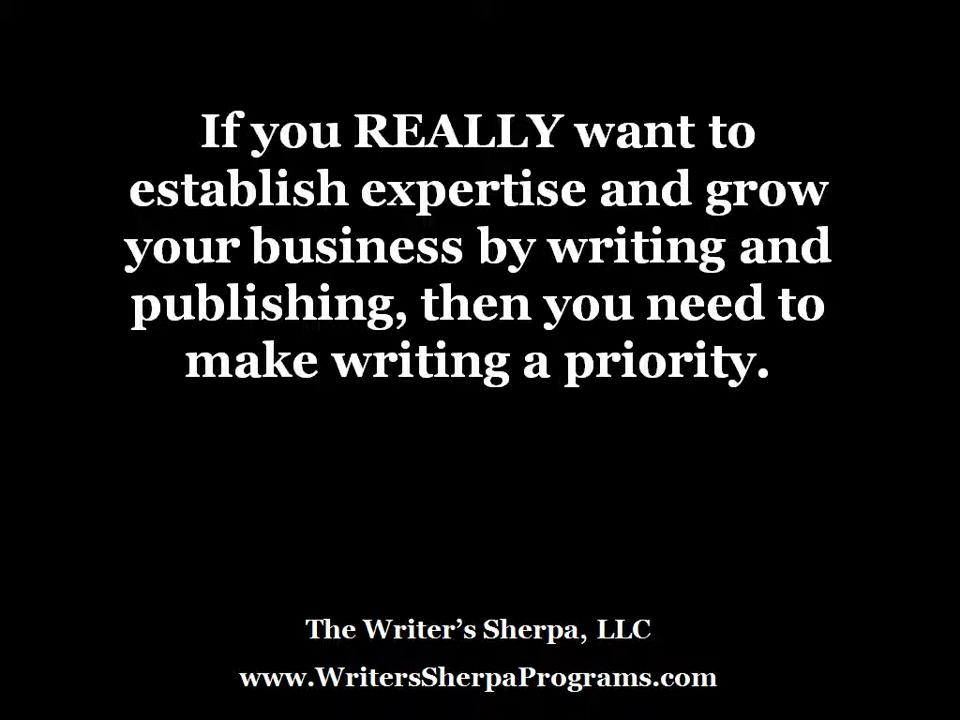 If you REALLY want to
establish expertise and grow
your business by writing and
publishing, then you need to
make writing a priority.
The Writer’s Sherpa, LLC
www.WritersSherpaPrograms.com